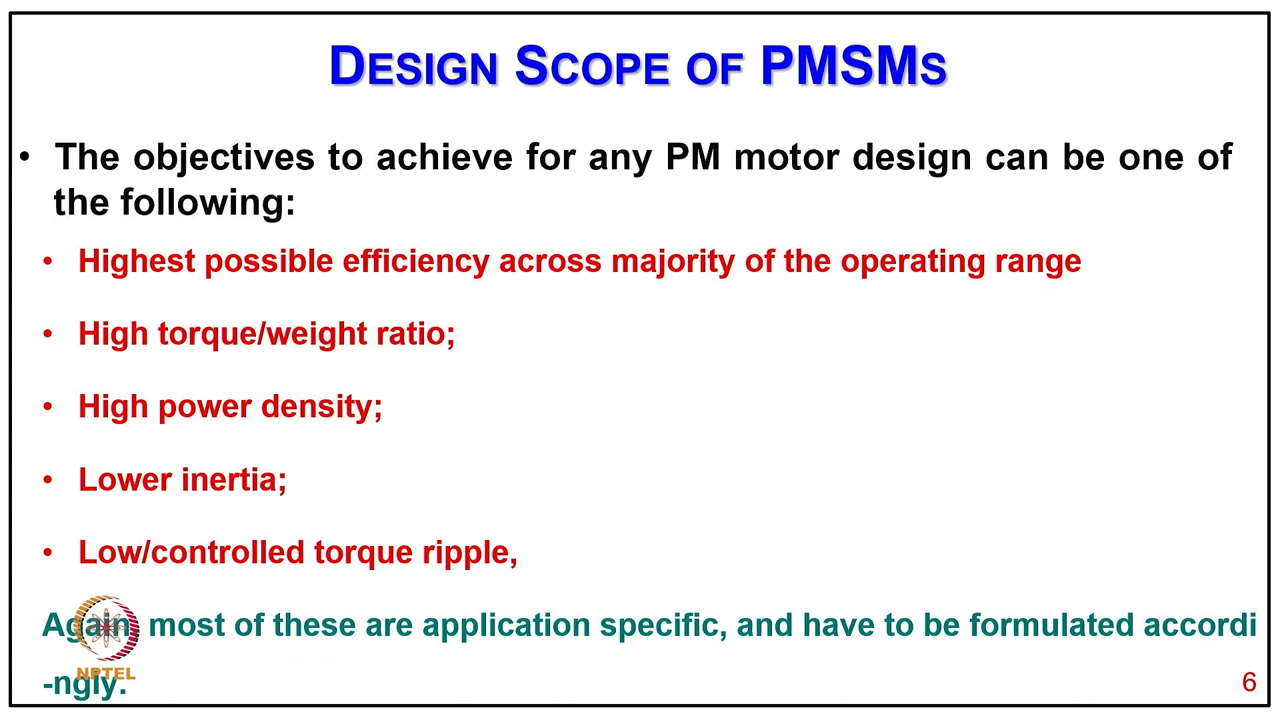 DESIGN SCOPE OF PMSMS
• The objectives to achieve for any PM motor design can be one of
the following:
• Highest possible efficiency across majority of the operating range
• High torque/weight ratio;
• High power density;
• Lower inertia;
• Low/controlled torque ripple,
Again, most of these are application specific, and have to be formulated accordi
-ngly.
NPTEL
6